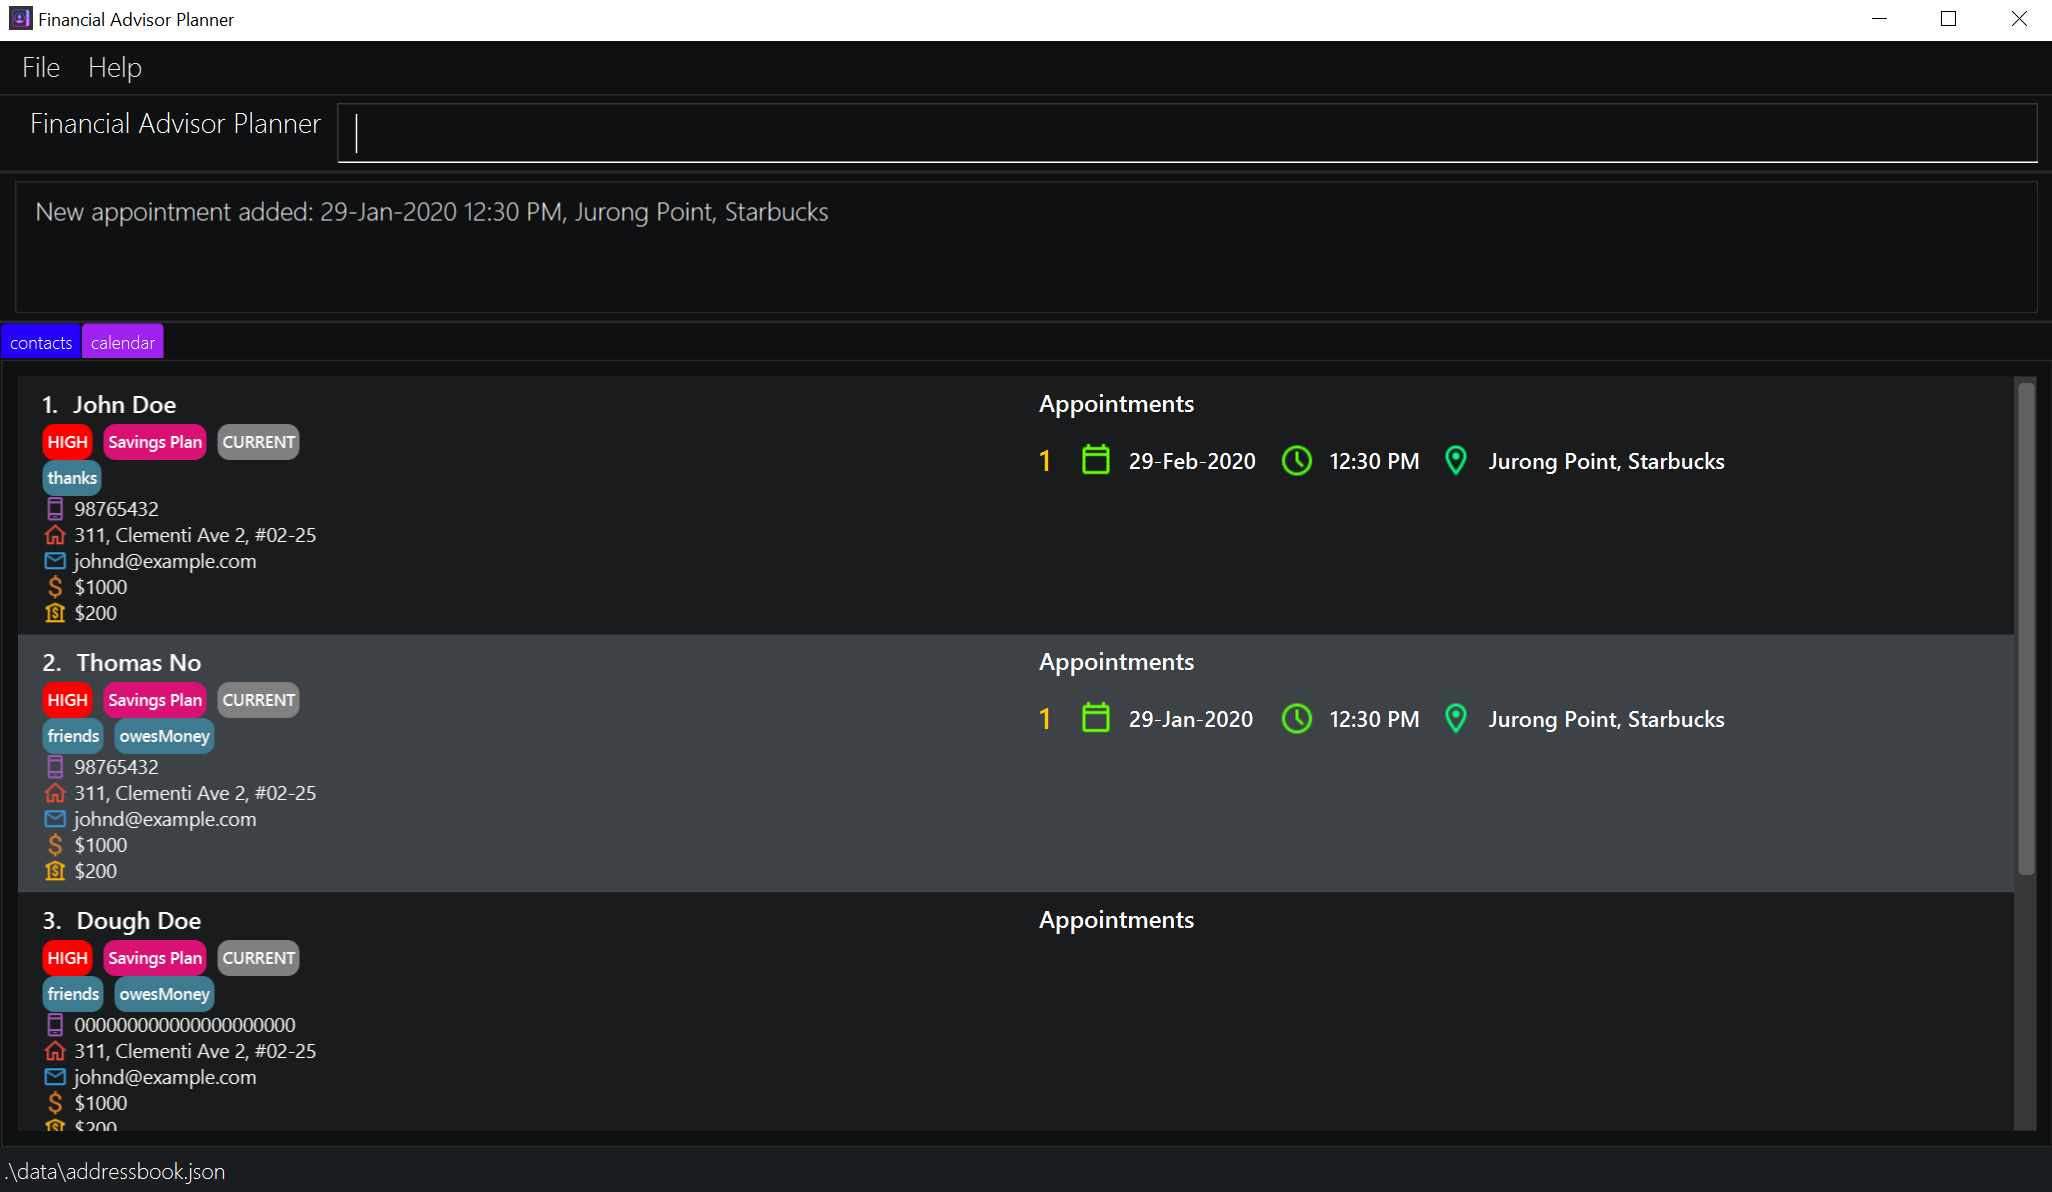 Financial Advisor Planner
File Help
Financial Advisor Planner
New appointment added: 29-Jan-2020 12:30 PM, Jurong Point, Starbucks
contacts calendar
1. John Doe
HIGH Savings Plan CURRENT
thanks
98765432
311, Clementi Ave 2, #02-25
johnd@example.com
$1000
$200
Appointments
1 29-Feb-2020 12:30 PM Jurong Point, Starbucks
2. Thomas No
HIGH Savings Plan CURRENT
friends owesMoney
98765432
311, Clementi Ave 2, #02-25
johnd@example.com
$1000
$200
Appointments
1 29-Jan-2020 12:30 PM Jurong Point, Starbucks
3. Dough Doe
HIGH Savings Plan CURRENT
friends owesMoney
000000000000000000000
311, Clementi Ave 2, #02-25
johnd@example.com
$1000
$200
Appointments
.\data\addressbook.json